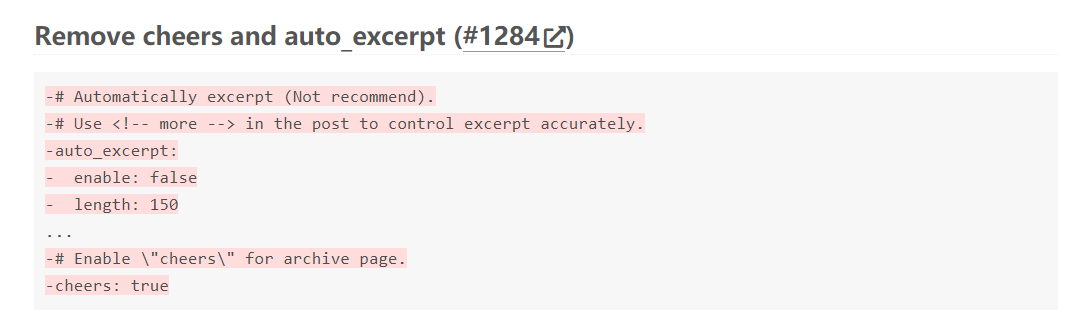 Remove cheers and auto_excerpt (#1284)
-# Automatically excerpt (Not recommend).
-# Use <!-- more --> in the post to control excerpt accurately.
-auto_excerpt:
-  enable: false
-  length: 150
...
-# Enable \"cheers\" for archive page.
-cheers: true